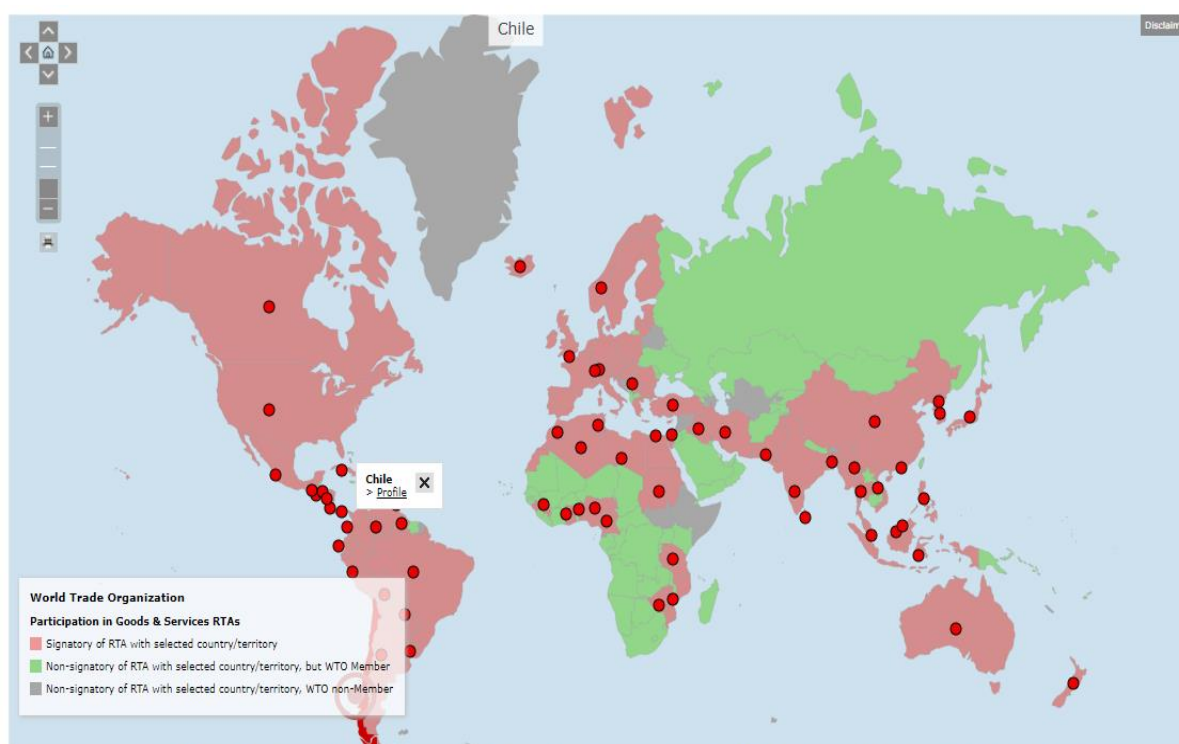 Chile
Disclaim
Chile
> Profile
World Trade Organization
Participation in Goods & Services RTAs
Signatory of RTA with selected country/territory
Non-signatory of RTA with selected country/territory, but WTO Member
Non-signatory of RTA with selected country/territory, WTO non-Member